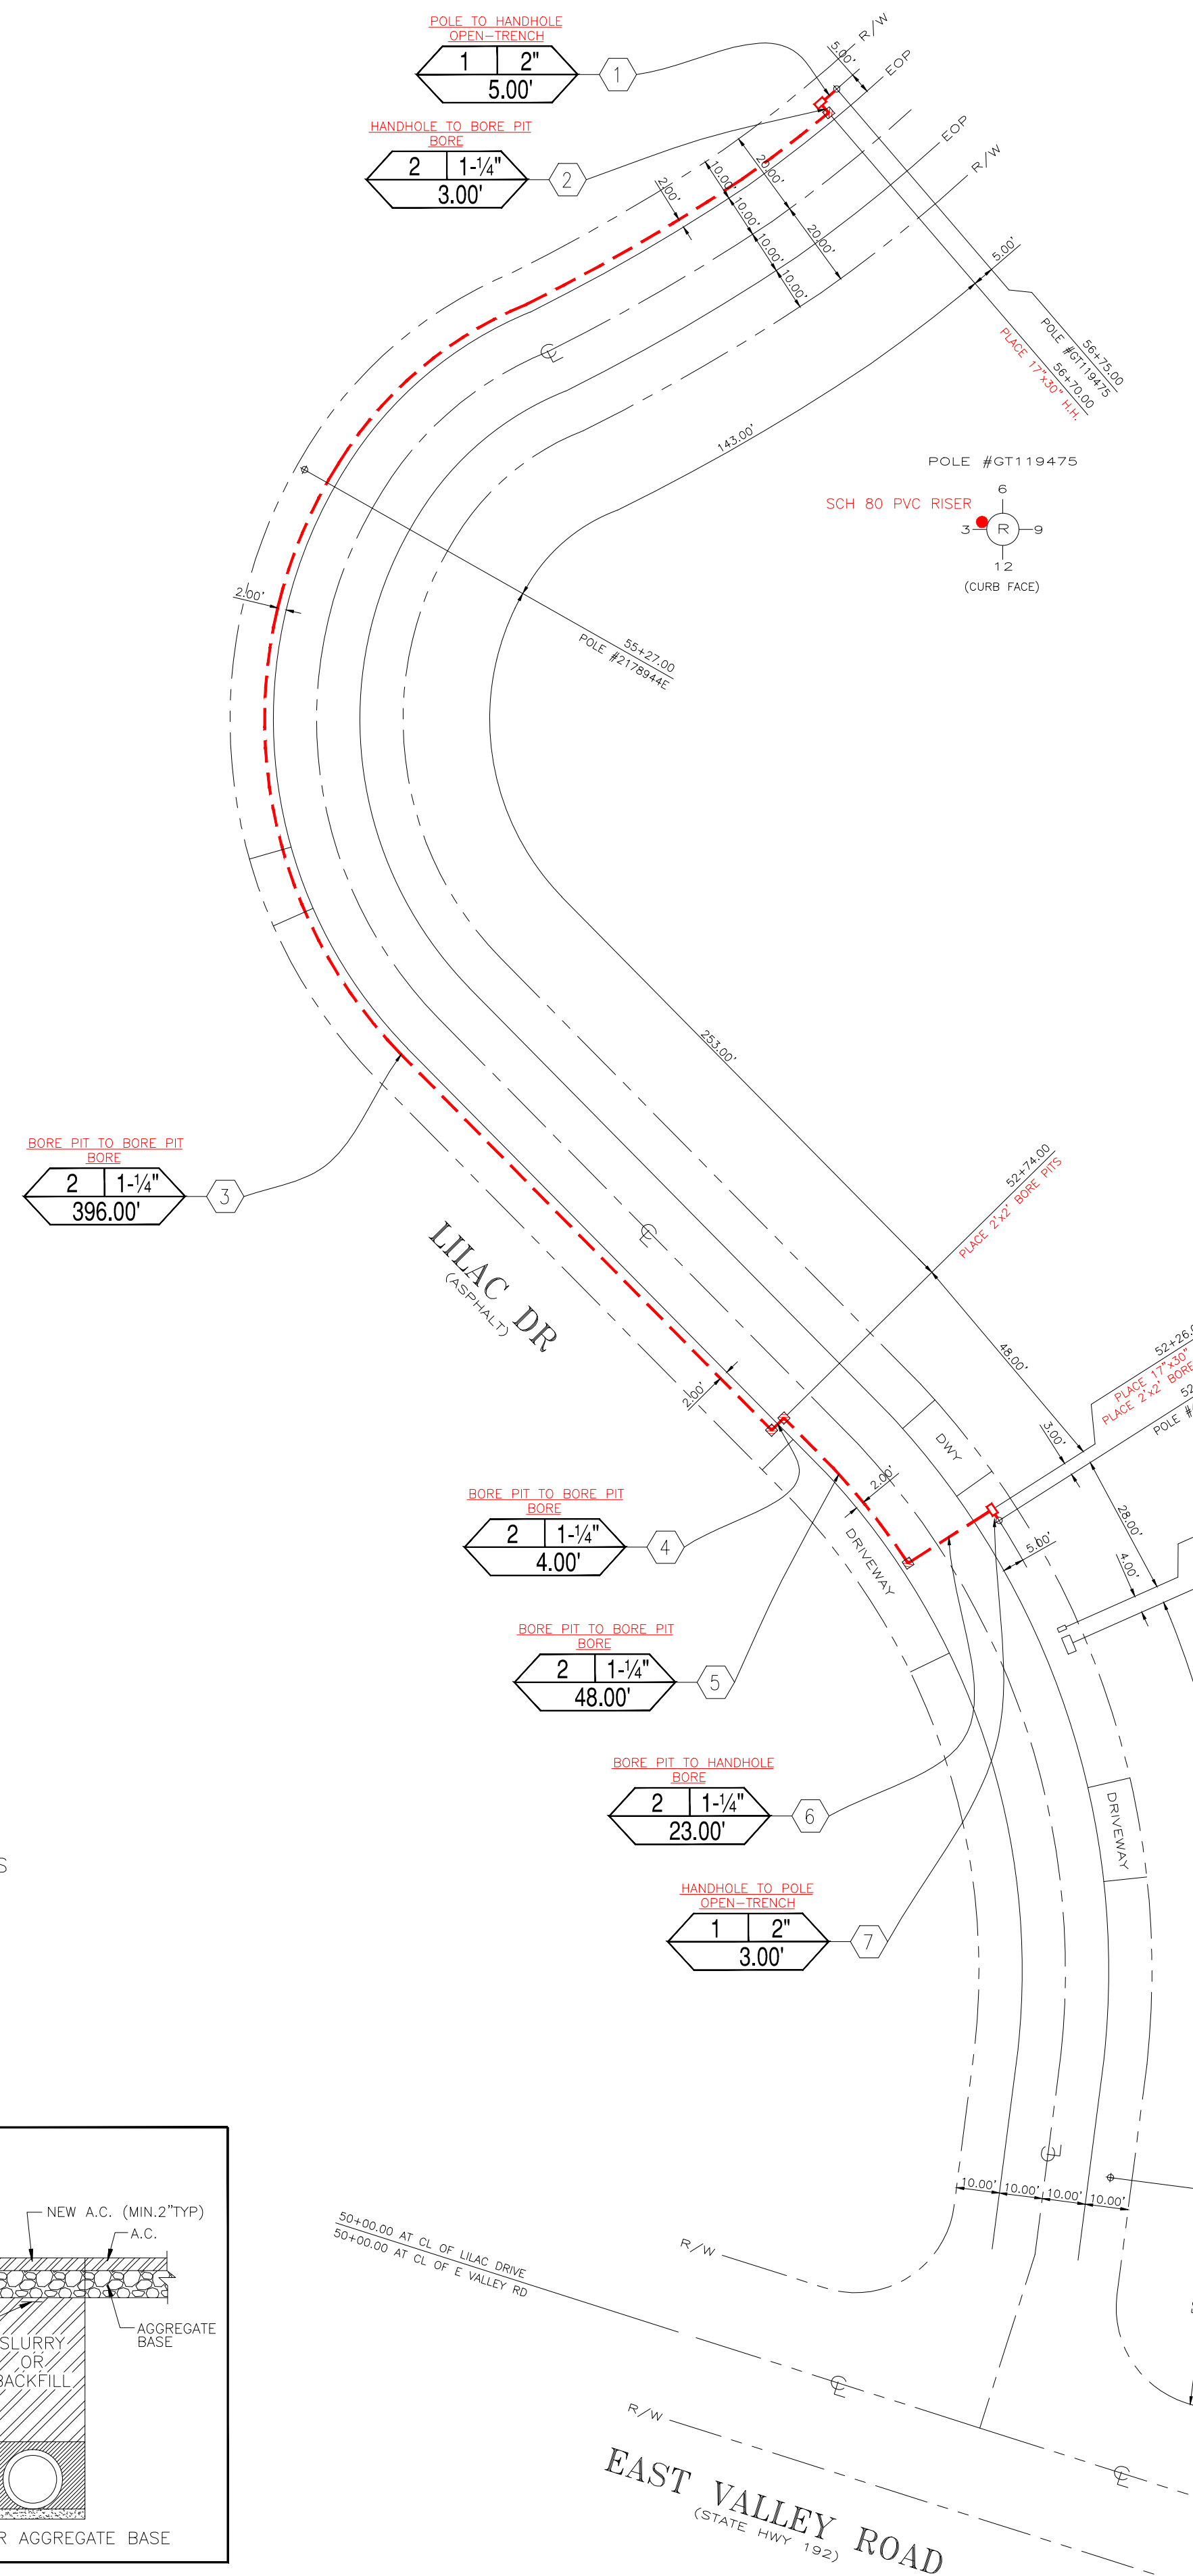 POLE TO HANDHOLE
OPEN-TRENCH
1 2"
5.00'
1
HANDHOLE TO BORE PIT
BORE
2 1-¼"
3.00'
2
R/W
5.00'
EOP
EOP
R/W
20.00'
20.00'
10.00'
10.00'
10.00'
10.00'
2.00'
5.00'
56+75.00
POLE #GT119475
56+70.00
PLACE 17"x30" H.H.
143.00'
POLE #GT119475
SCH 80 PVC RISER
6
3 R 9
12
(CURB FACE)
2.00'
55+27.00
POLE #2178944E
253.00'
BORE PIT TO BORE PIT
BORE
2 1-¼"
396.00'
3
LILAC DR
(ASPHALT)
52+74.00
PLACE 2'x2' BORE PITS
48.00'
2.00'
DWY
3.00'
PLACE 17"x30"
PLACE 2'x2' BORE
POLE
28.00'
5.00'
4.00'
2.00'
DRIVEWAY
BORE PIT TO BORE PIT
BORE
2 1-¼"
4.00'
4
BORE PIT TO BORE PIT
BORE
2 1-¼"
48.00'
5
BORE PIT TO HANDHOLE
BORE
2 1-¼"
23.00'
6
DRIVEWAY
HANDHOLE TO POLE
OPEN-TRENCH
1 2"
3.00'
7
S
10.00'
10.00'
10.00'
10.00'
NEW A.C. (MIN.2"TYP)
A.C.
AGGREGATE
BASE
SLURRY
OR
BACKFILL
R AGGREGATE BASE
50+00.00 AT CL OF LILAC DRIVE
50+00.00 AT CL OF E VALLEY RD
R/W
R/W
EAST VALLEY ROAD
(STATE HWY 192)